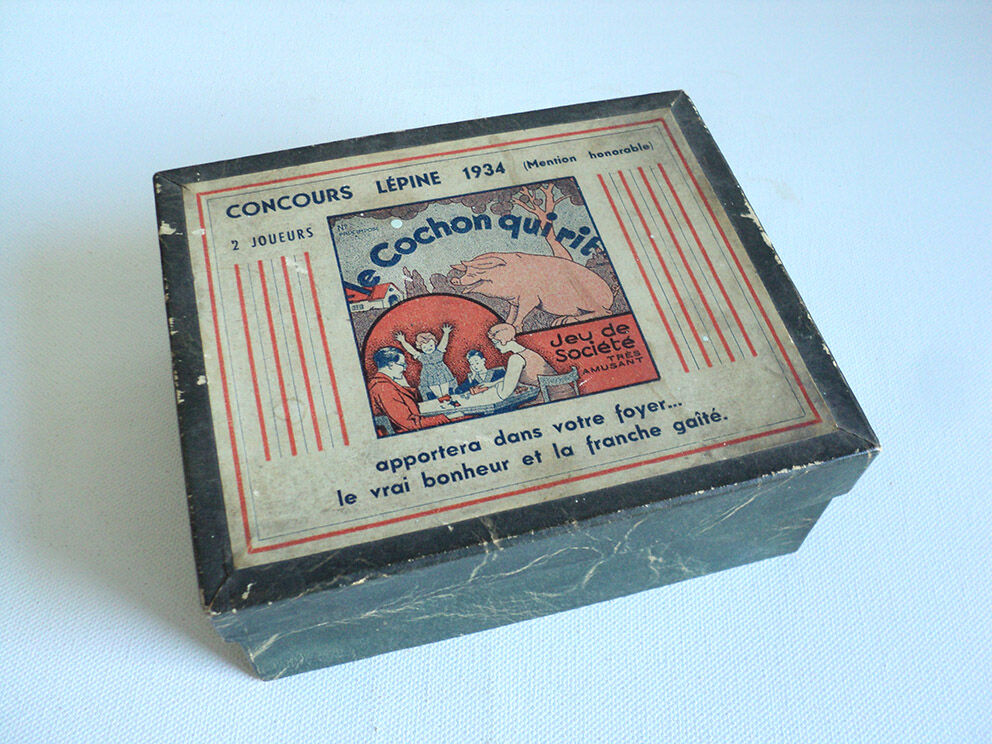 CONCOURS LÉPINE 1934 (Mention honorable)
2 JOUEURS
Le Cochon qui rit
Jeu de
Société
TRÈS
AMUSANT
apportera dans votre foyer...
le vrai bonheur et la franche gaîté.